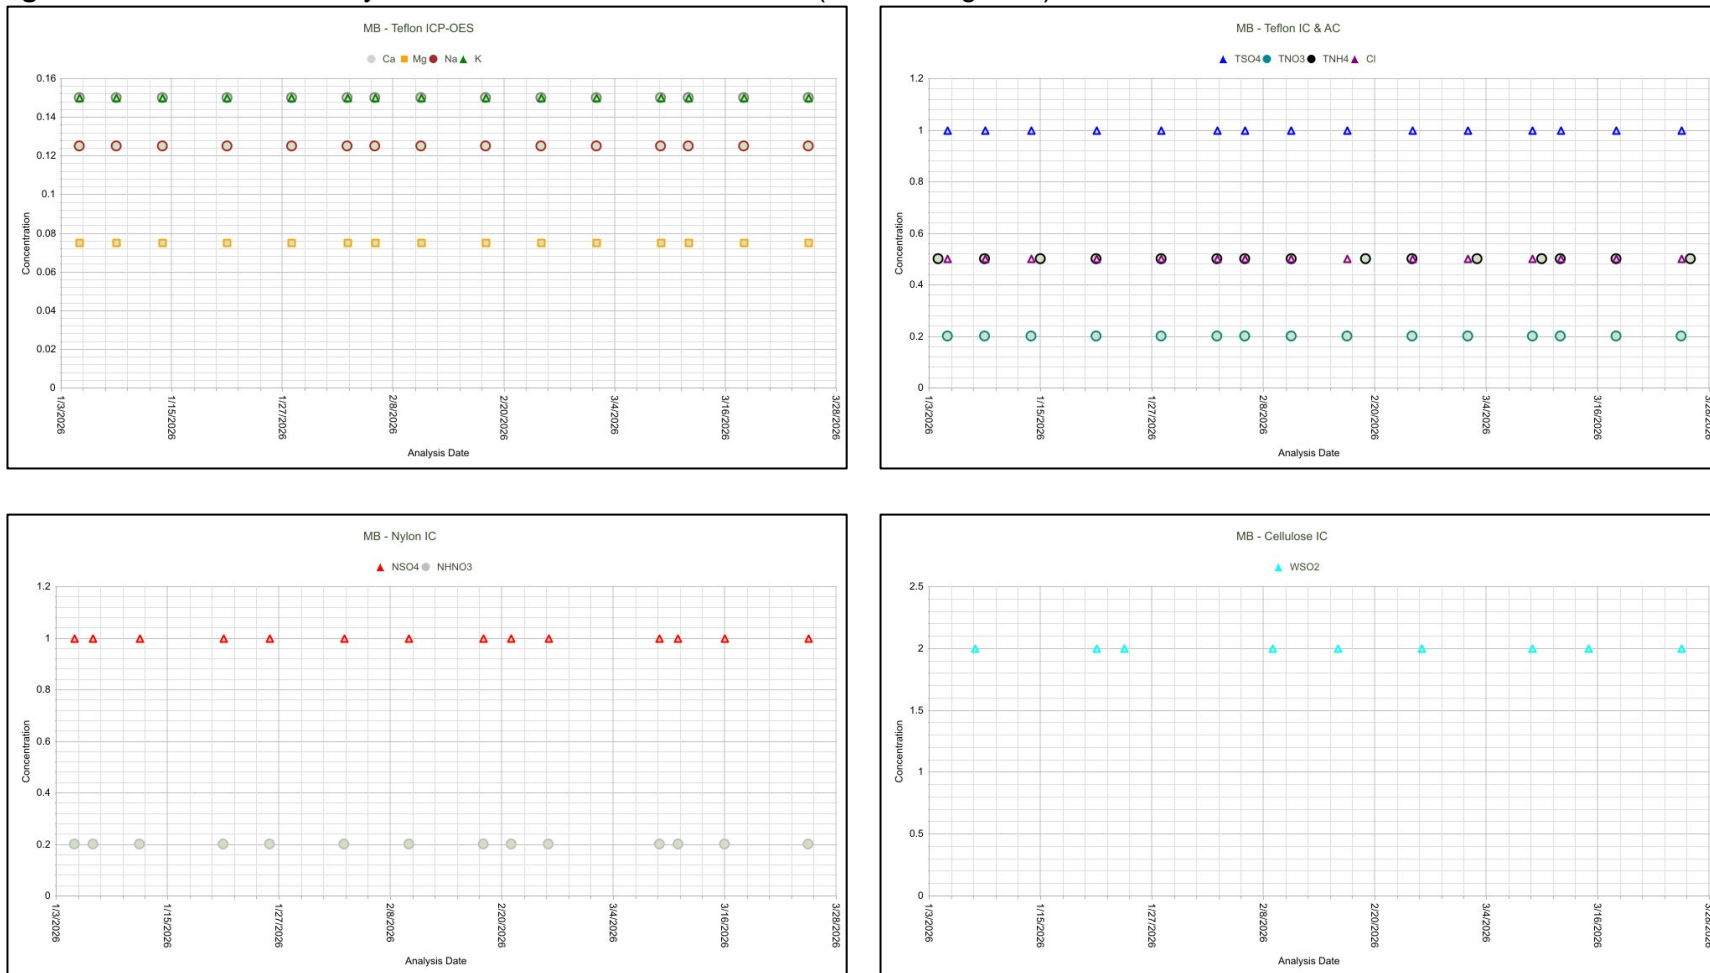 MB - Teflon ICP-OES
Ca Mg Na K
0.16
0.14
0.12
0.1
0.08
0.06
0.04
0.02
0
Concentration
1/3/2026 1/15/2026 1/27/2026 2/8/2026 2/20/2026 3/4/2026 3/16/2026 3/28/2026
Analysis Date
MB - Teflon IC & AC
TSO4 TNO3 TNH4 Cl
1.2
1
0.8
0.6
0.4
0.2
0
Concentration
1/3/2026 1/15/2026 1/27/2026 2/8/2026 2/20/2026 3/4/2026 3/16/2026 3/28/2026
Analysis Date
MB - Nylon IC
NSO4 NHNO3
1.2
1
0.8
0.6
0.4
0.2
0
Concentration
1/3/2026 1/15/2026 1/27/2026 2/8/2026 2/20/2026 3/4/2026 3/16/2026 3/28/2026
Analysis Date
MB - Cellulose IC
WSO2
2.5
2
1.5
1
0.5
0
Concentration
1/3/2026 1/15/2026 1/27/2026 2/8/2026 2/20/2026 3/4/2026 3/16/2026 3/28/2026
Analysis Date